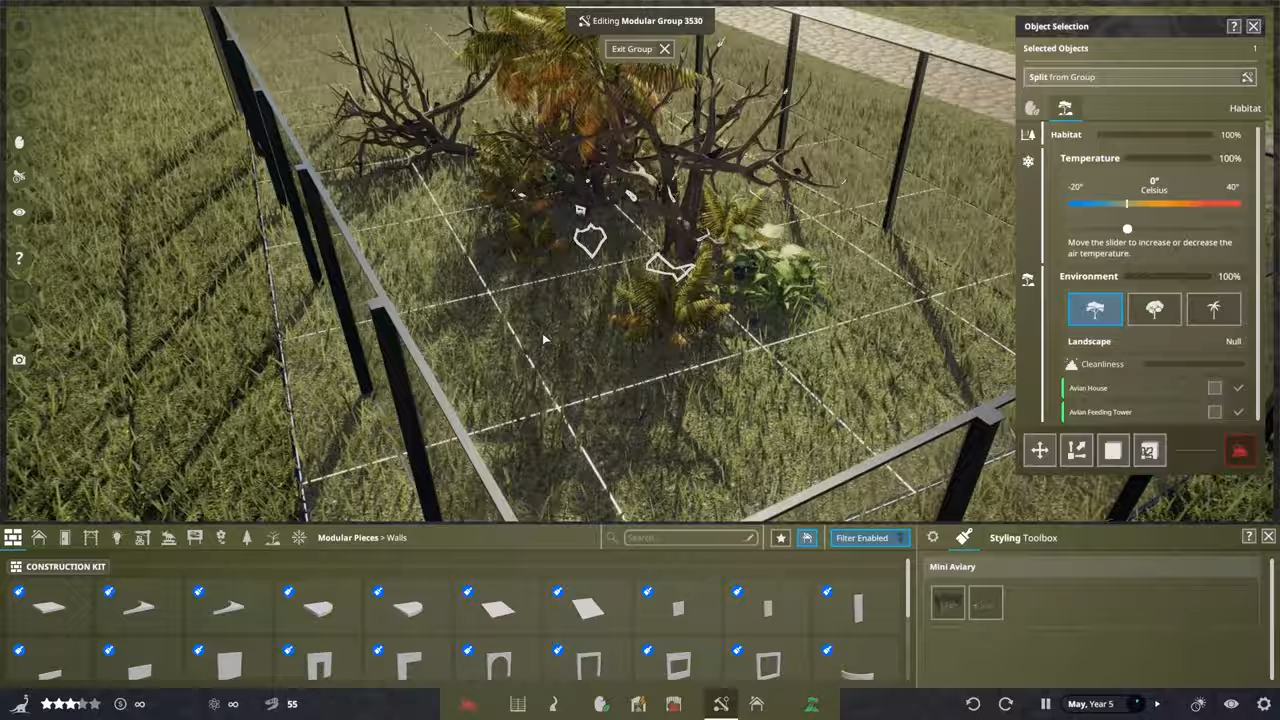 Editing Modular Group 3530
Exit Group
Object Selection
?
Selected Objects 1
Split from Group
Habitat
Habitat 100%
Temperature 100%
-20° 0° 40°
Celsius
Move the slider to increase or decrease the
air temperature.
Environment 100%
Landscape Null
Cleanliness
Avian House
Avian Feeding Tower
?
Modular Pieces > Walls
Search...
Filter Enabled
Styling Toolbox
?
CONSTRUCTION KIT
Mini Aviary
∞
∞
55
May, Year 5